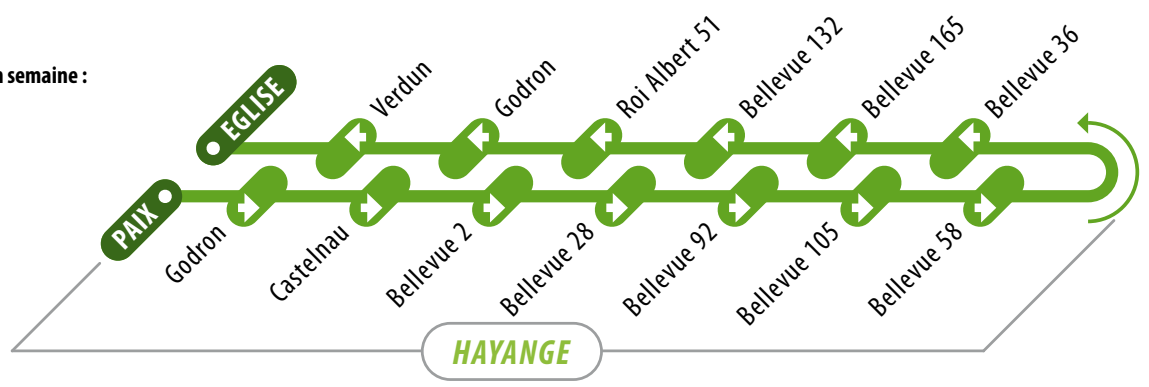 n semaine :
EGLISE
Verdun
Godron
Roi Albert 51
Bellevue 132
Bellevue 165
Bellevue 36
PAIX
Godron
Castelnau
Bellevue 2
Bellevue 28
Bellevue 92
Bellevue 105
Bellevue 58
HAYANGE